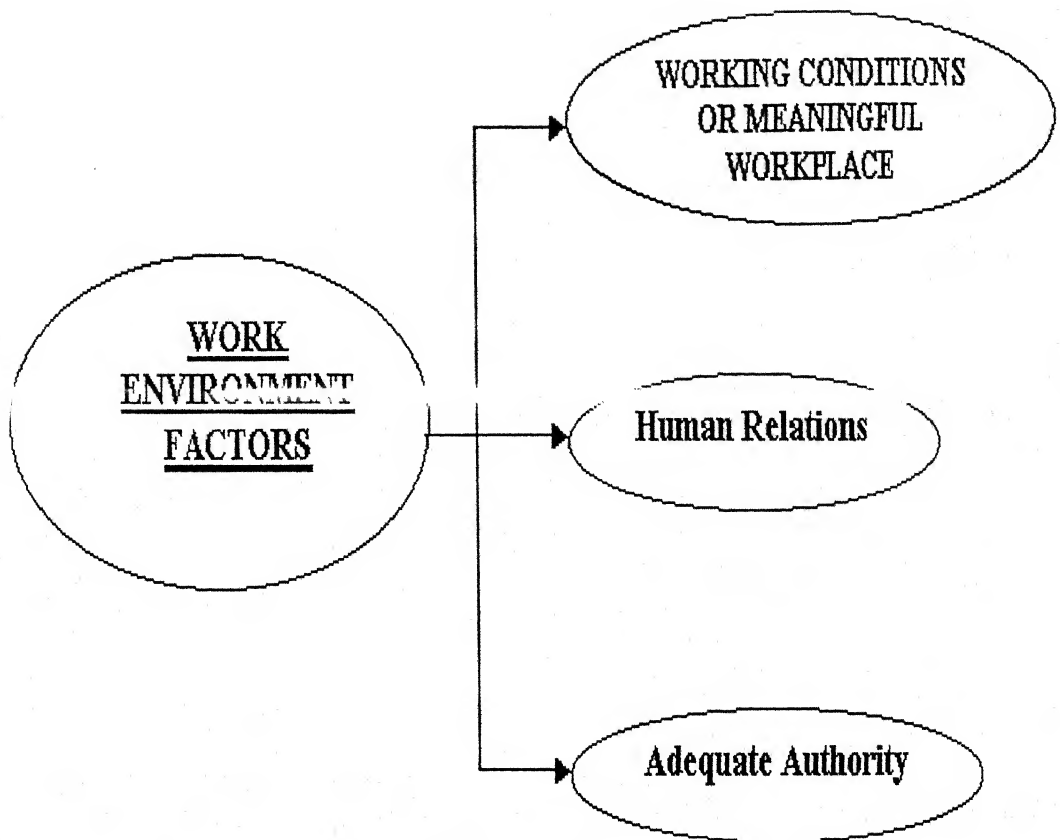 WORKING CONDITIONS
OR MEANINGFUL
WORKPLACE
WORK
ENVIRONMENT
FACTORS
Human Relations
Adequate Authority